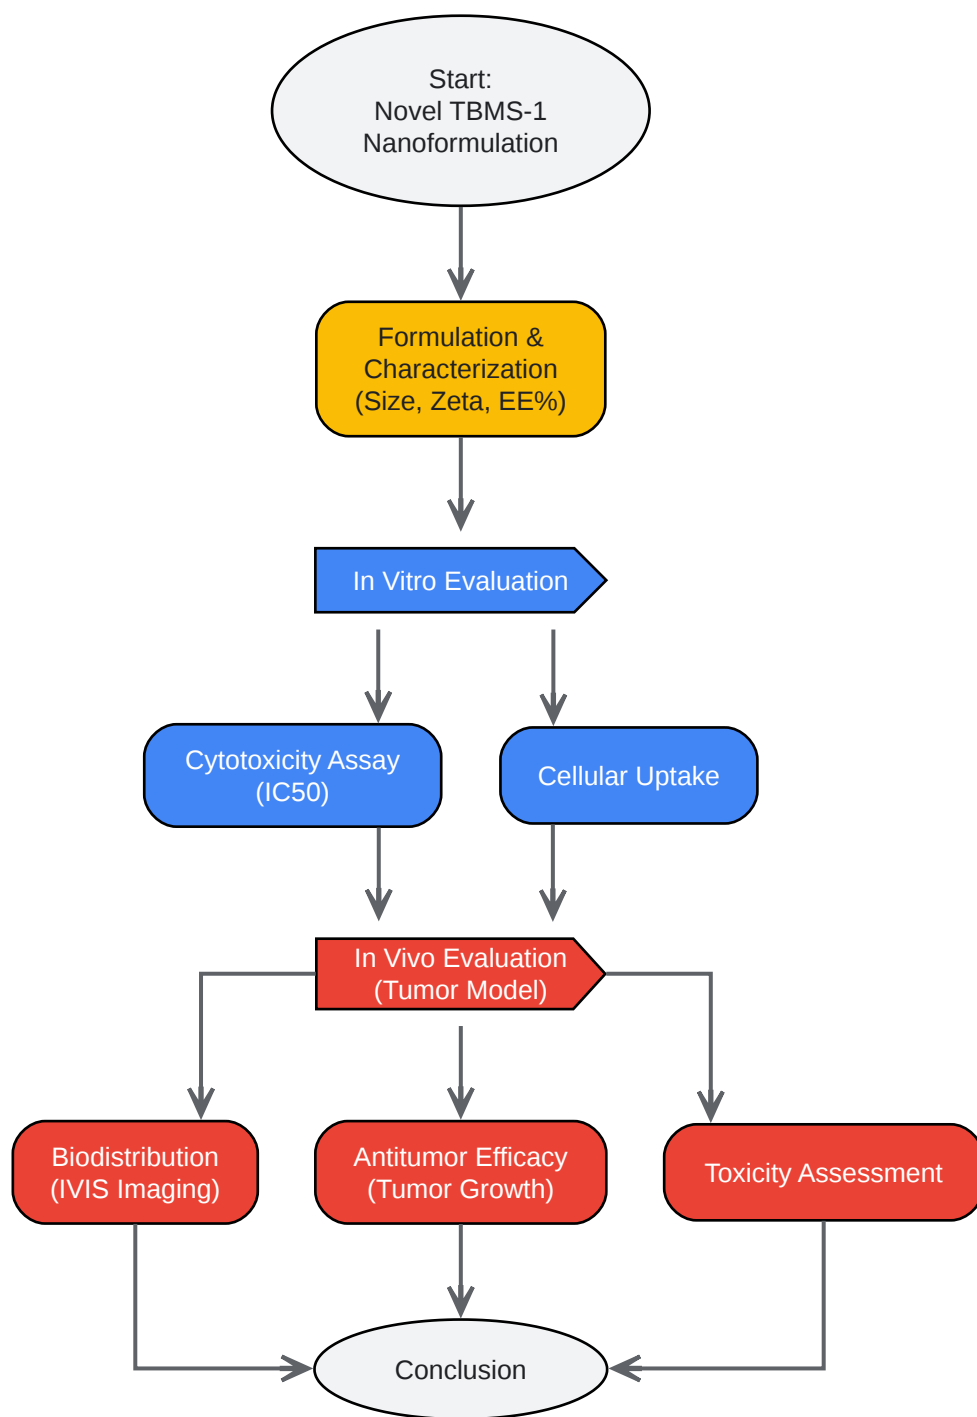 Start:
Novel TBMS-1
Nanoformulation
Formulation &
Characterization
(Size, Zeta, EE%)
In Vitro Evaluation
Cytotoxicity Assay
(IC50)
Cellular Uptake
In Vivo Evaluation
(Tumor Model)
Biodistribution
(IVIS Imaging)
Antitumor Efficacy
(Tumor Growth)
Toxicity Assessment
Conclusion